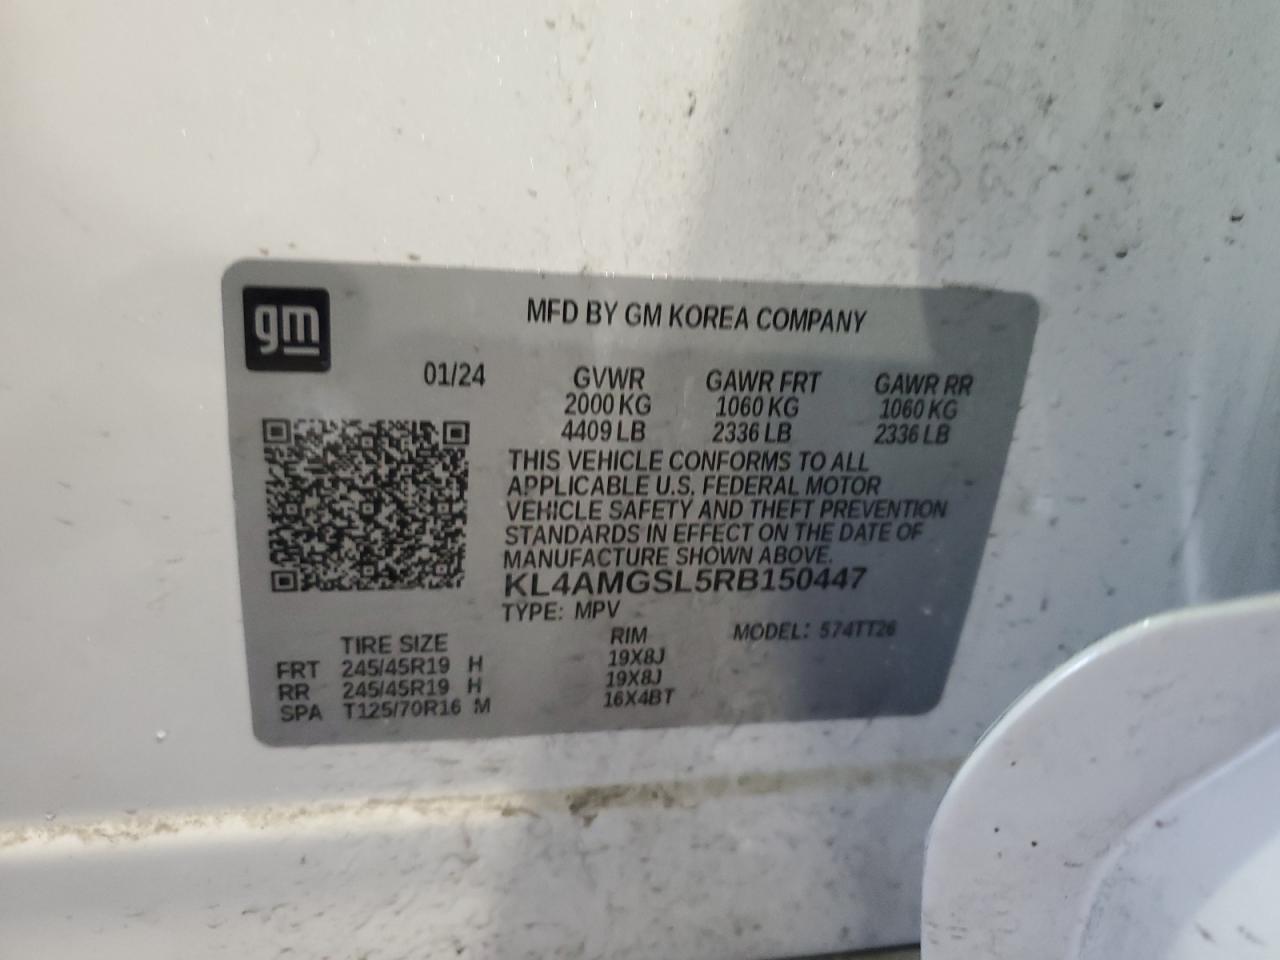 gm
MFD BY GM KOREA COMPANY
01/24 GVWR GAWR FRT GAWR RR
2000 KG 1060 KG 1060 KG
4409 LB 2336 LB 2336 LB
THIS VEHICLE CONFORMS TO ALL
APPLICABLE U.S. FEDERAL MOTOR
VEHICLE SAFETY AND THEFT PREVENTION
STANDARDS IN EFFECT ON THE DATE OF
MANUFACTURE SHOWN ABOVE.
KL4AMGSL5RB150447
TYPE: MPV
TIRE SIZE RIM MODEL: 574TT26
FRT 245/45R19 H 19X8J
RR 245/45R19 H 19X8J
SPA T125/70R16 M 16X4BT